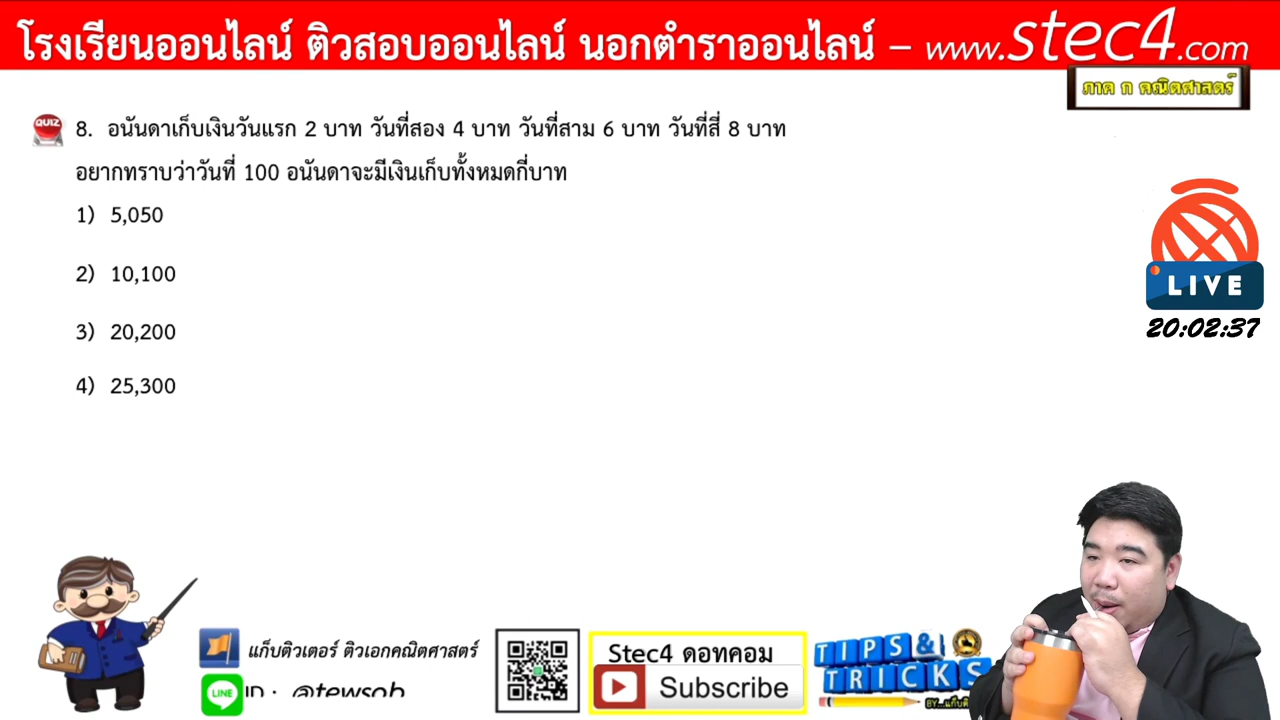 โรงเรียนออนไลน์ ติวสอบออนไลน์ นอกตำราออนไลน์ – www.stec4.com
ภาค ก คณิตศาสตร์
QUIZ
8. อนันดาเก็บเงินวันแรก 2 บาท วันที่สอง 4 บาท วันที่สาม 6 บาท วันที่สี่ 8 บาท
อยากทราบว่าวันที่ 100 อนันดาจะมีเงินเก็บทั้งหมดกี่บาท
1) 5,050
2) 10,100
3) 20,200
4) 25,300
LIVE
20:02:37
แก็บติวเตอร์ ติวเอกคณิตศาสตร์
LINE ID : @tewsob
Stec4 ดอทคอม
Subscribe
TIPS &
TRICKS